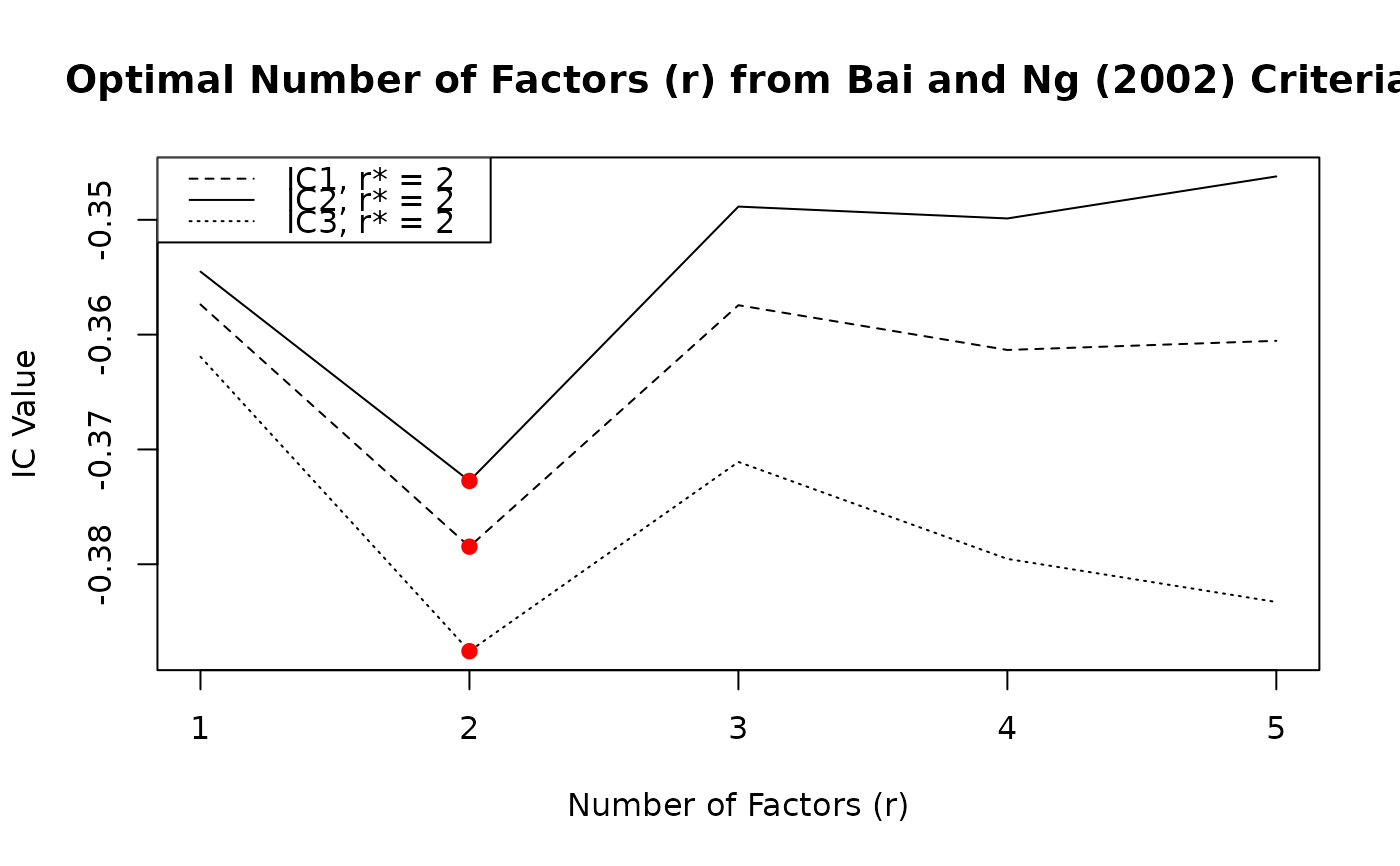 Optimal Number of Factors (r) from Bai and Ng (2002) Criteria
IC1, r* = 2
IC2, r* = 2
IC3, r* = 2
-0.35
-0.36
-0.37
-0.38
IC Value
1 2 3 4 5
Number of Factors (r)